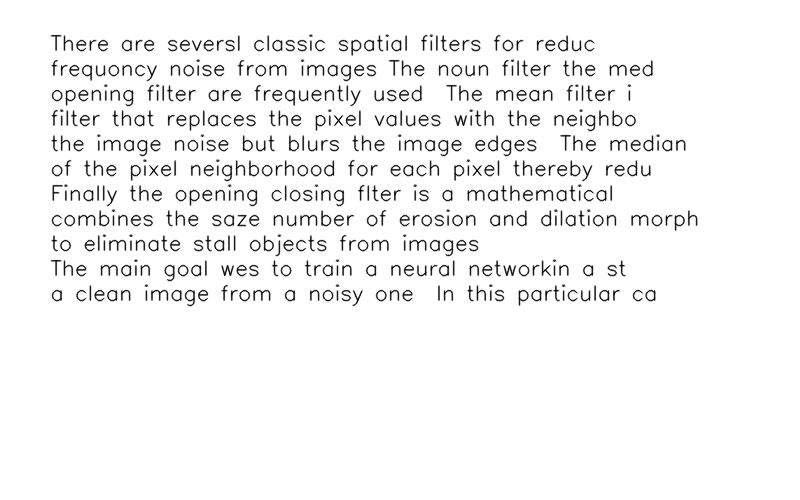 There are seversl classic spatial filters for reduc
frequoncy noise from images The noun filter the med
opening filter are frequently used  The mean filter i
filter that replaces the pixel values with the neighbo
the image noise but blurs the image edges  The median
of the pixel neighborhood for each pixel thereby redu
Finally the opening closing flter is a mathematical
combines the saze number of erosion and dilation morph
to eliminate stall objects from images
The main goal wes to train a neural networkin a st
a clean image from a noisy one  In this particular ca